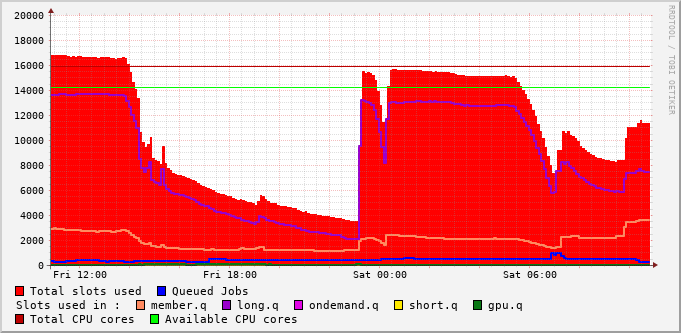 RRDTOOL / TOBI OETIKER
20000
18000
16000
14000
12000
10000
8000
6000
4000
2000
0
Fri 12:00 Fri 18:00 Sat 00:00 Sat 06:00
Total slots used Queued Jobs
Slots used in : member.q long.q ondemand.q short.q gpu.q
Total CPU cores Available CPU cores